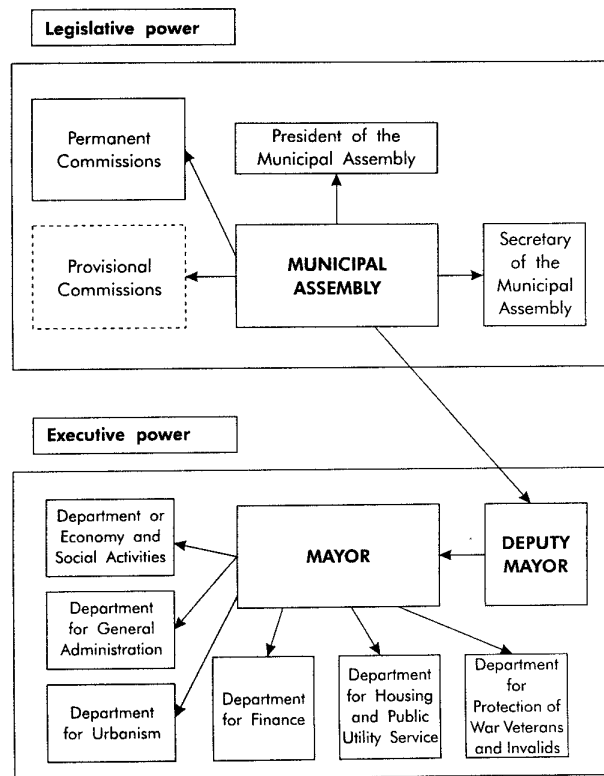 Legislative power
Permanent
Commissions
President of the
Municipal Assembly
Provisional
Commissions
MUNICIPAL
ASSEMBLY
Secretary
of the
Municipal
Assembly
Executive power
Department or
Economy and
Social Activities
MAYOR
DEPUTY
MAYOR
Department
for General
Administration
Department
for Urbanism
Department
for Finance
Department
for Housing
and Public
Utility Service
Department
for
Protection of
War Veterans
and Invalids